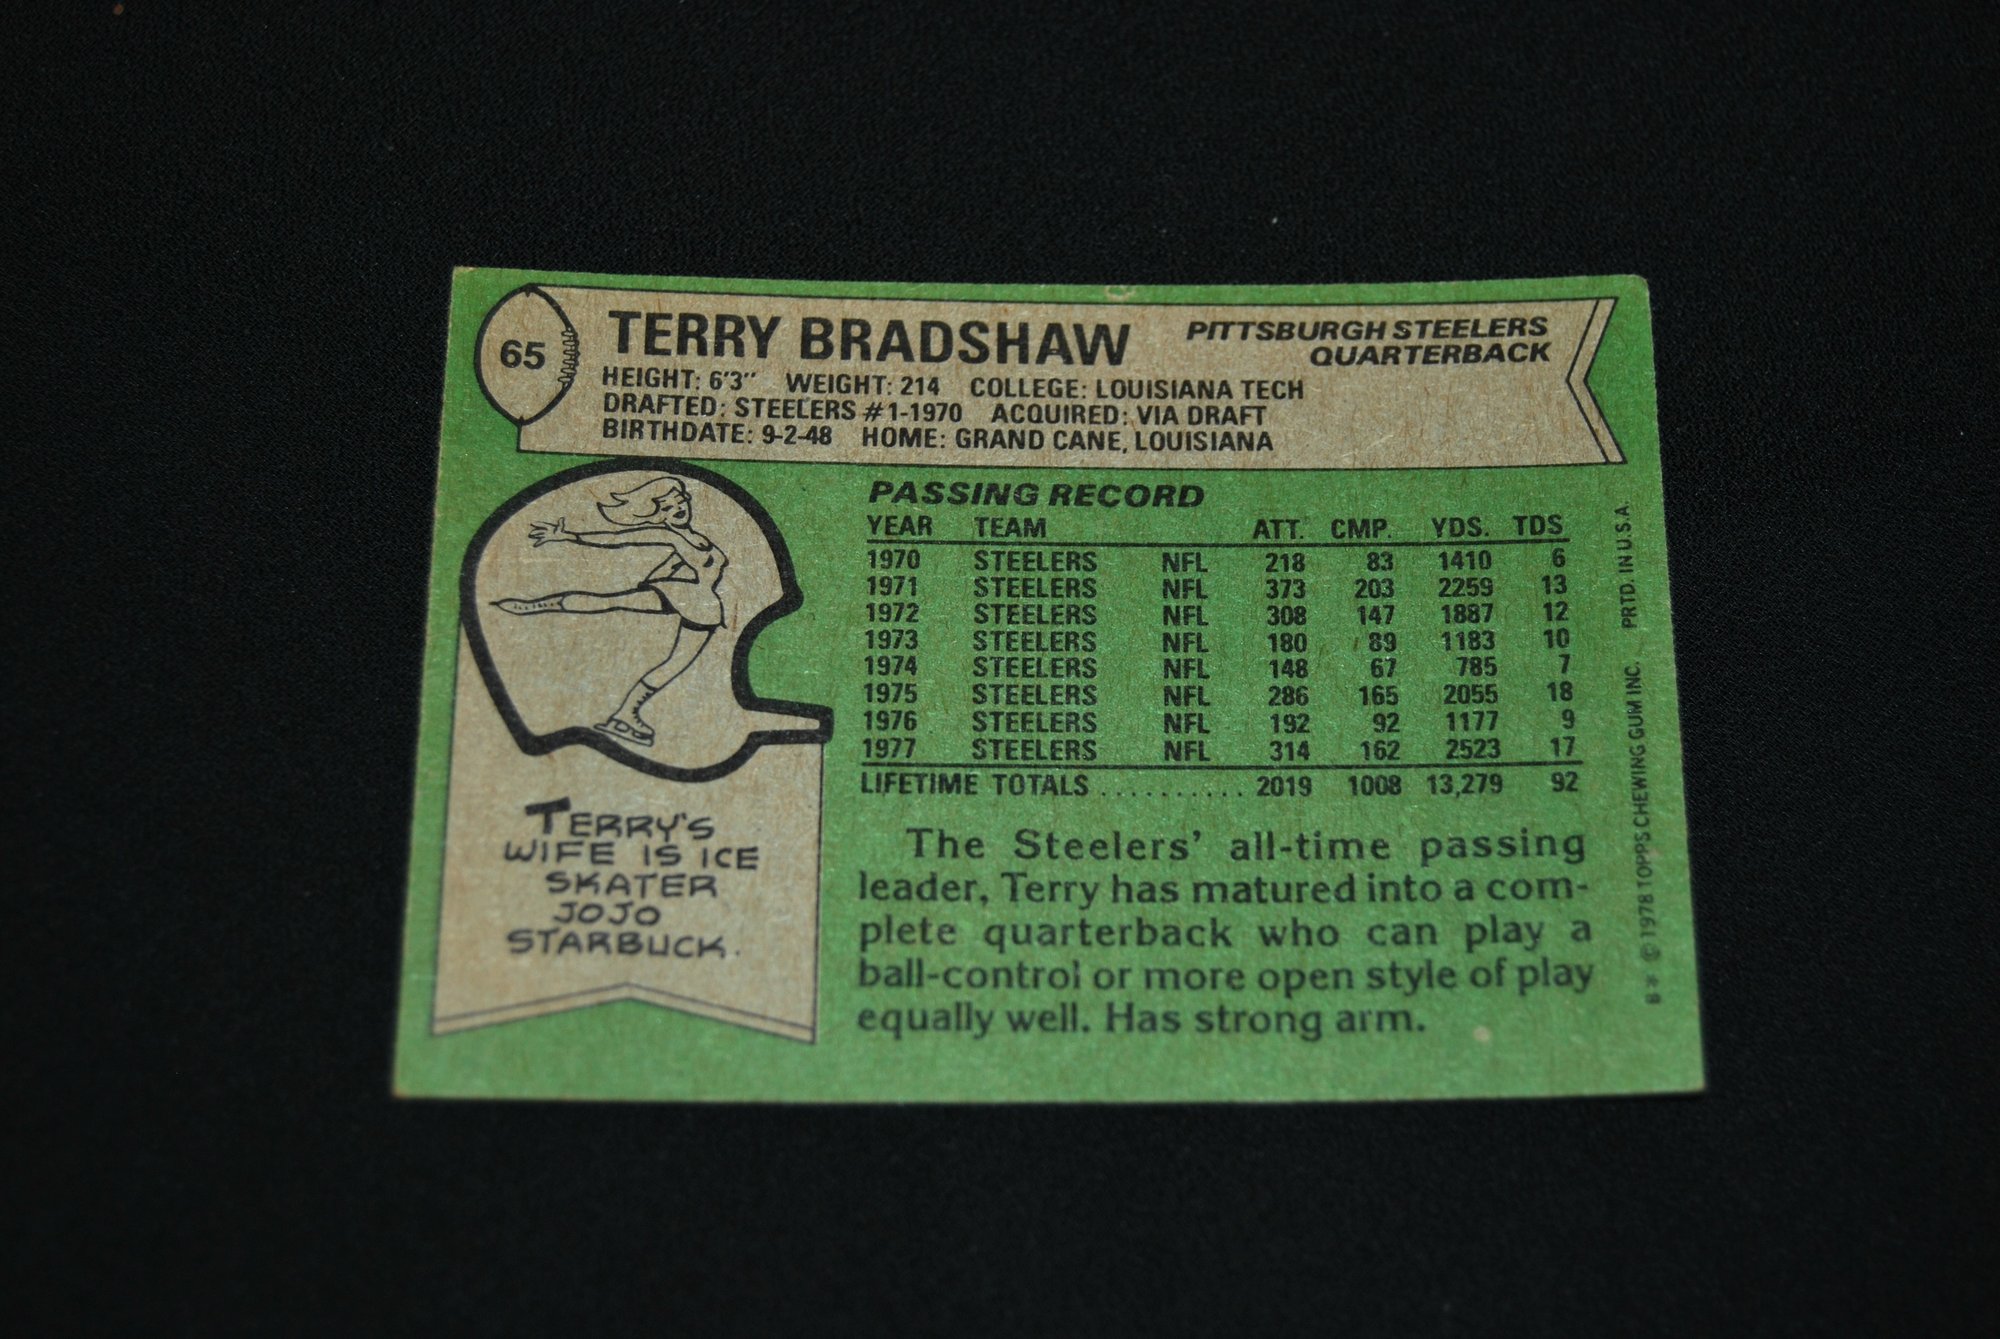 65
TERRY BRADSHAW
PITTSBURGH STEELERS
QUARTERBACK
HEIGHT: 6'3" WEIGHT: 214 COLLEGE: LOUISIANA TECH
DRAFTED: STEELERS #1-1970 ACQUIRED: VIA DRAFT
BIRTHDATE: 9-2-48 HOME: GRAND CANE, LOUISIANA
TERRY'S
WIFE IS ICE
SKATER
JOJO
STARBUCK.
PASSING RECORD
YEAR TEAM ATT. CMP. YDS. TDS
1970 STEELERS NFL 218 83 1410 6
1971 STEELERS NFL 373 203 2259 13
1972 STEELERS NFL 308 147 1887 12
1973 STEELERS NFL 180 89 1183 10
1974 STEELERS NFL 148 67 785 7
1975 STEELERS NFL 286 165 2055 18
1976 STEELERS NFL 192 92 1177 9
1977 STEELERS NFL 314 162 2523 17
LIFETIME TOTALS .......... 2019 1008 13,279 92
The Steelers' all-time passing
leader, Terry has matured into a com-
plete quarterback who can play a
ball-control or more open style of play
equally well. Has strong arm.
B ** © 1978 TOPPS CHEWING GUM INC. PRTD. IN U.S.A.